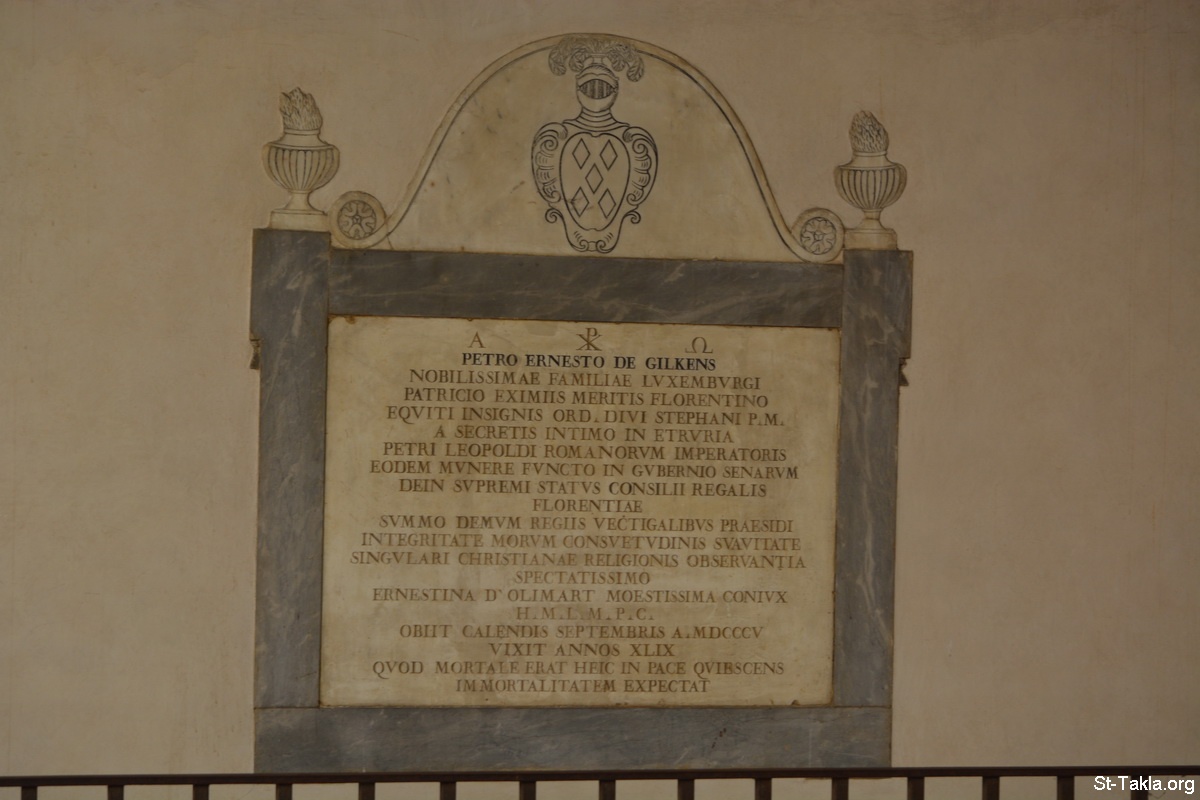 Α ☧ Ω
PETRO ERNESTO DE GILKENS
NOBILISSIMAE FAMILIAE LVXEMBVRGI
PATRICIO EXIMIIS MERITIS FLORENTINO
EQVITI INSIGNIS ORD. DIVI STEPHANI P.M.
A SECRETIS INTIMO IN ETRVRIA
PETRI LEOPOLDI ROMANORVM IMPERATORIS
EODEM MVNERE FVNCTO IN GVBERNIO SENARVM
DEIN SVPREMI STATVS CONSILII REGALIS
FLORENTIAE
SVMMO DEMVM REGIIS VECTIGALIBVS PRAESIDI
INTEGRITATE MORVM CONSVETVDINIS SVAVITATE
SINGVLARI CHRISTIANAE RELIGIONIS OBSERVANTIA
SPECTATISSIMO
ERNESTINA D'OLIMART MOESTISSIMA CONIVX
H.M.L.M.P.C.
OBIIT CALENDIS SEPTEMBRIS A.MDCCCV
VIXIT ANNOS XLIX
QVOD MORTALE ERAT HEIC IN PACE QVIESCENS
IMMORTALITATEM EXPECTAT
St-Takla.org